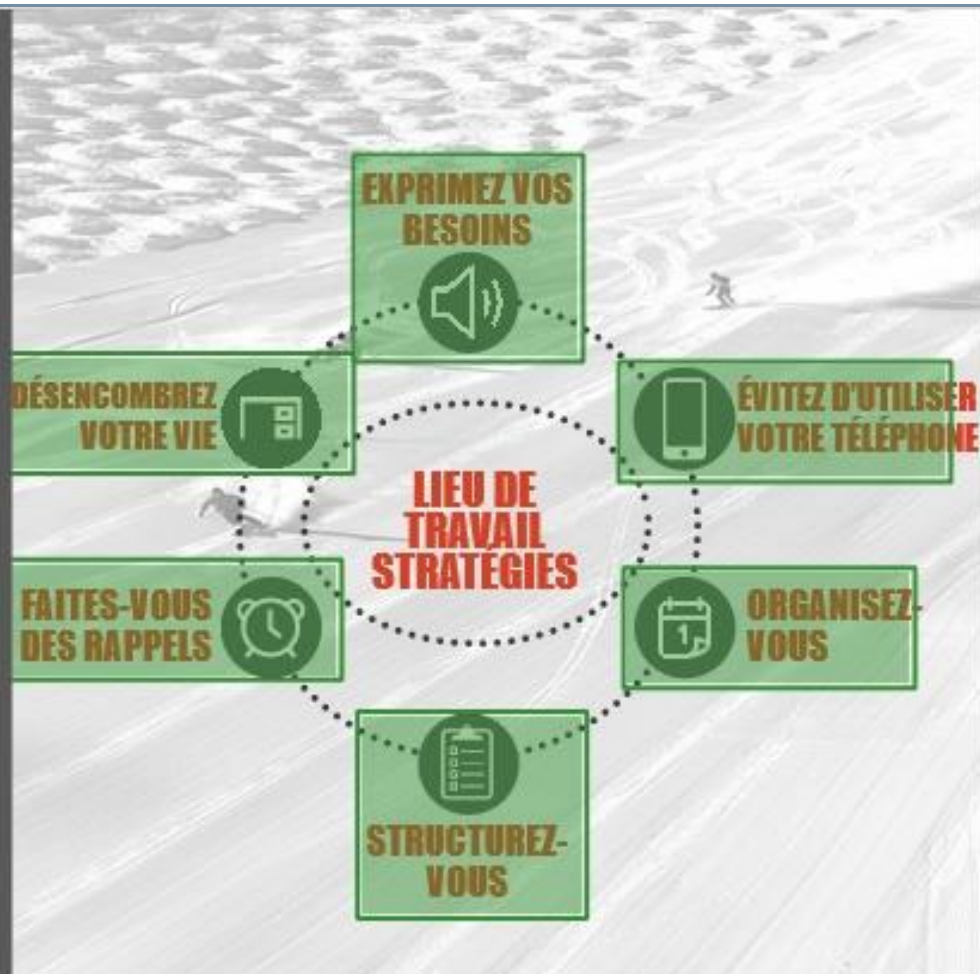 EXPRIMEZ VOS
BESOINS
DÉSENCOMBREZ
VOTRE VIE
ÉVITEZ D'UTILISER
VOTRE TÉLÉPHONE
LIEU DE
TRAVAIL
STRATÉGIES
FAITES-VOUS
DES RAPPELS
1
ORGANISEZ-
VOUS
STRUCTUREZ-
VOUS